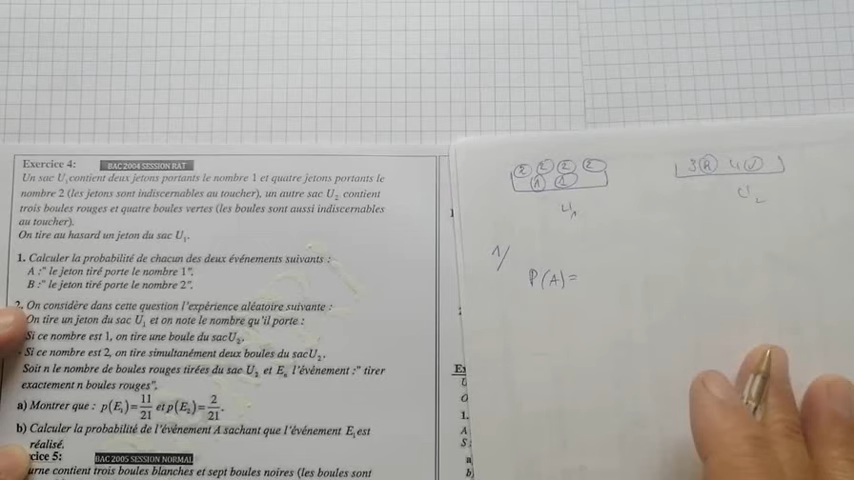 Exercice 4: BAC 2004 SESSION RAT
Un sac U₁ contient deux jetons portants le nombre 1 et quatre jetons portants le
nombre 2 (les jetons sont indiscernables au toucher), un autre sac U₂ contient
trois boules rouges et quatre boules vertes (les boules sont aussi indiscernables
au toucher).
On tire au hasard un jeton du sac U₁.
1. Calculer la probabilité de chacun des deux événements suivants :
A :" le jeton tiré porte le nombre 1".
B :"le jeton tiré porte le nombre 2".
2. On considère dans cette question l'expérience aléatoire suivante :
On tire un jeton du sac U₁ et on note le nombre qu'il porte :
Si ce nombre est 1, on tire une boule du sacU₂.
Si ce nombre est 2, on tire simultanément deux boules du sacU₂.
Soit n le nombre de boules rouges tirées du sac U₂ et Eₙ l'évènement :" tirer
exactement n boules rouges".
a) Montrer que : p(E₁)=11/21 et p(E₂)=2/21.
b) Calculer la probabilité de l'événement A sachant que l'événement E₁est
réalisé.
cice 5: BAC 2005 SESSION NORMAL
urne contient trois boules blanches et sept boules noires (les boules sont
2 2 2 2
1 1
U₁
3 R 4 V
U₂
1/
P(A)=
Ex
U
O
1.
A
S
a
b)